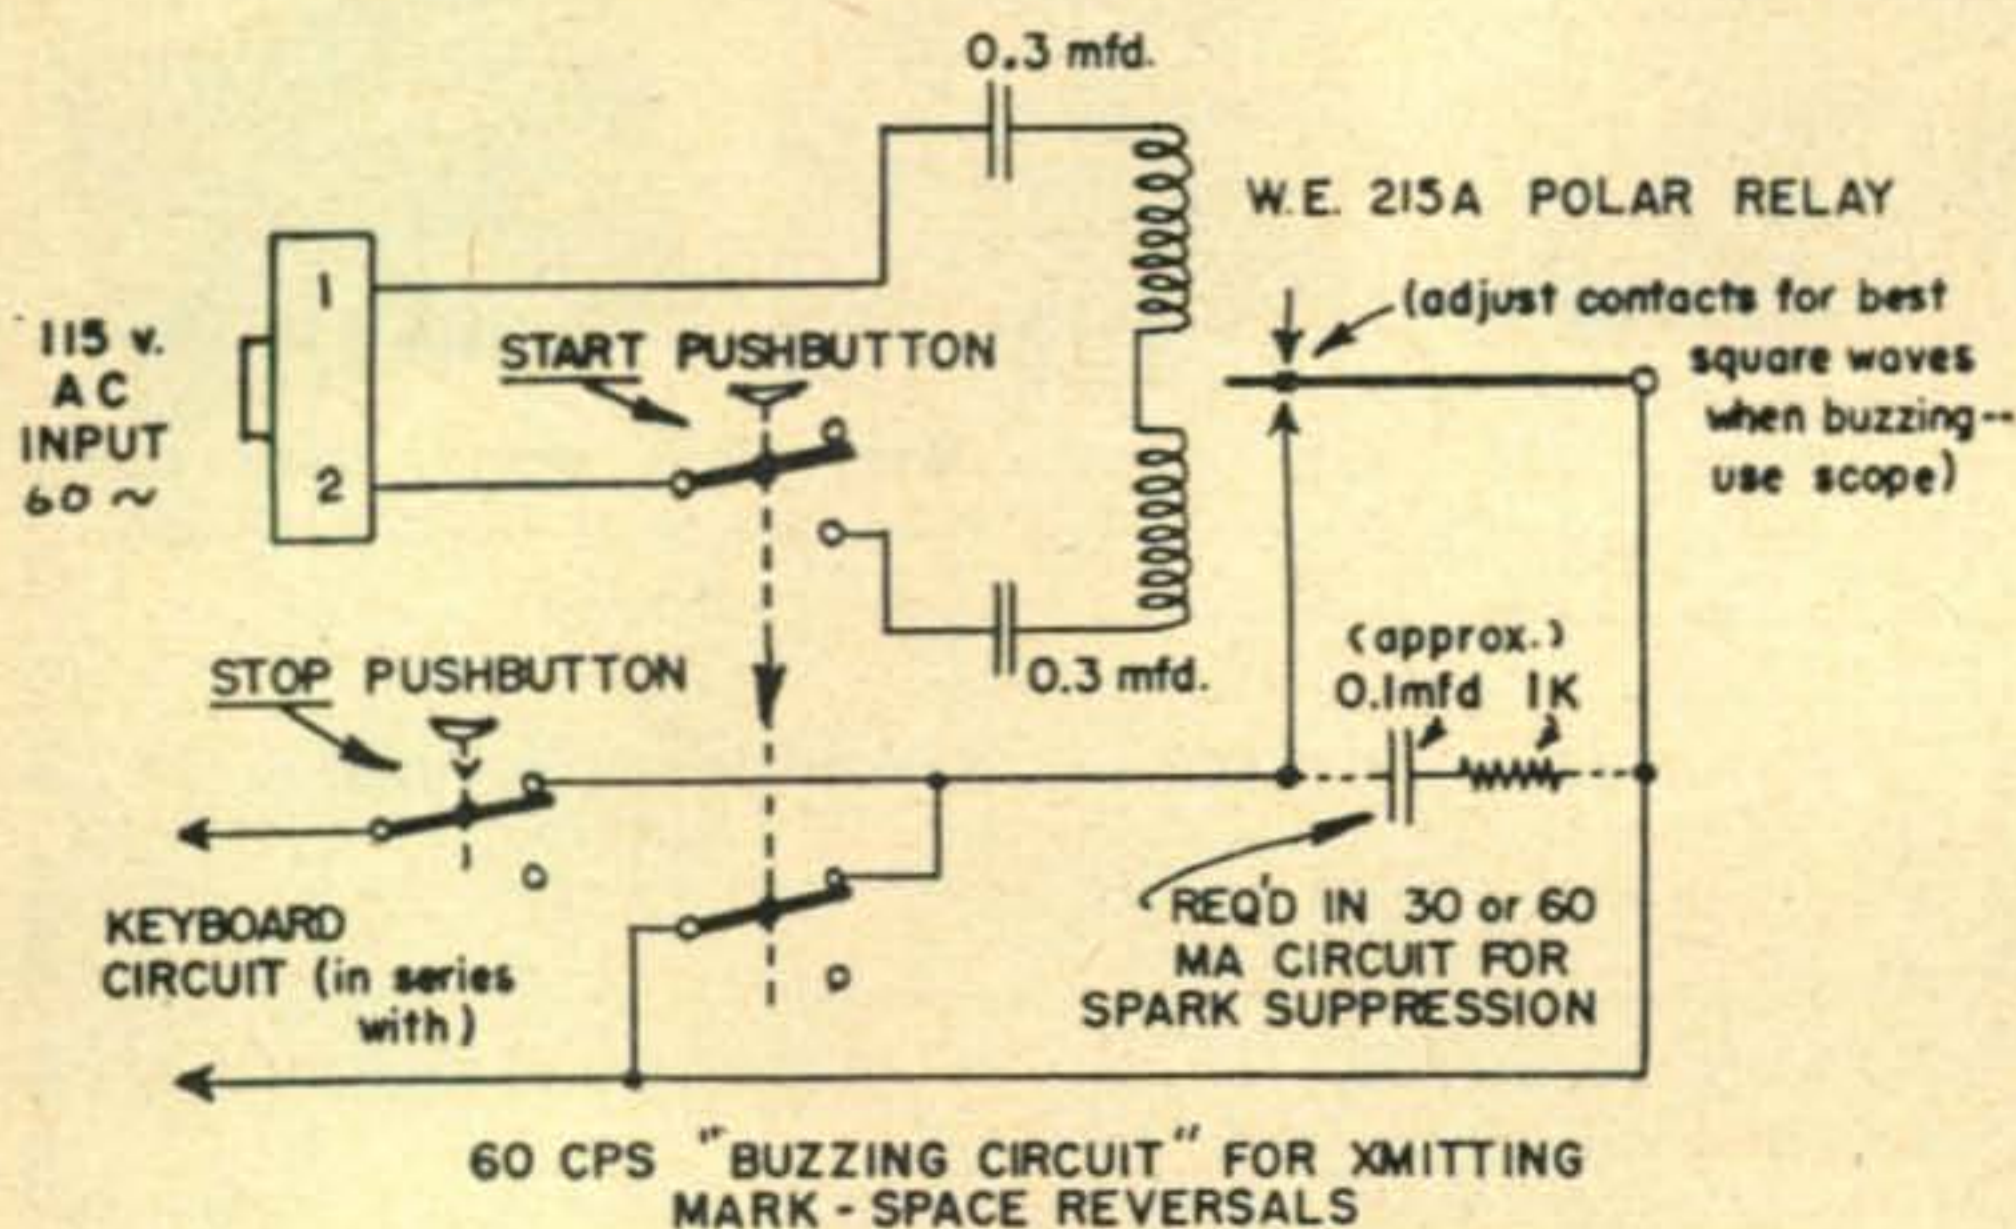 0.3 mfd.
W.E. 215A POLAR RELAY
(adjust contacts for best
square waves
when buzzing--
use scope)
1
2
115 v.
AC
INPUT
60 ~
START PUSHBUTTON
0.3 mfd.
STOP PUSHBUTTON
(approx.)
0.1mfd 1K
KEYBOARD
CIRCUIT (in series
with)
REQ'D IN 30 or 60
MA CIRCUIT FOR
SPARK SUPPRESSION
60 CPS "BUZZING CIRCUIT" FOR XMITTING
MARK - SPACE REVERSALS